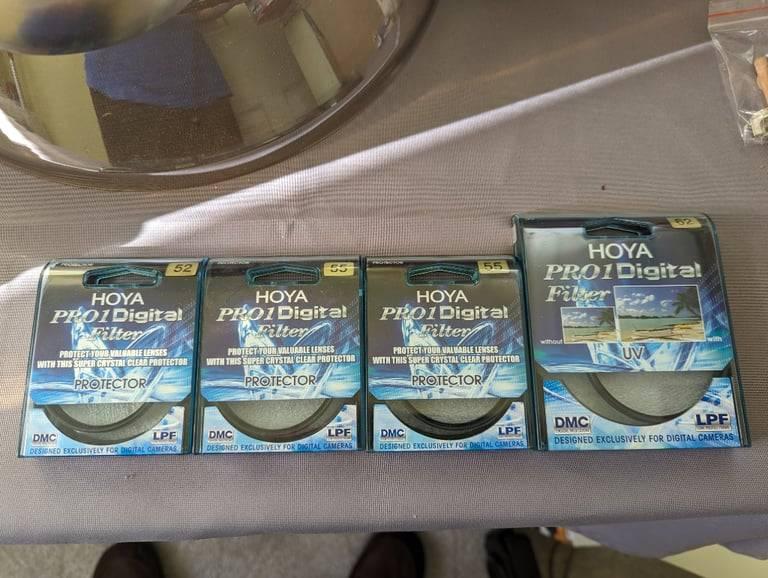 PROTECTOR 52
HOYA
PRO1Digital
Filter
PROTECT YOUR VALUABLE LENSES
WITH THIS SUPER CRYSTAL CLEAR PROTECTOR
PROTECTOR
DMC
LPF
DESIGNED EXCLUSIVELY FOR DIGITAL CAMERAS
55
HOYA
PRO1Digital
Filter
PROTECT YOUR VALUABLE LENSES
WITH THIS SUPER CRYSTAL CLEAR PROTECTOR
PROTECTOR
DMC
LPF
DESIGNED EXCLUSIVELY FOR DIGITAL CAMERAS
PROTECTOR 55
HOYA
PRO1Digital
Filter
PROTECT YOUR VALUABLE LENSES
WITH THIS SUPER CRYSTAL CLEAR PROTECTOR
PROTECTOR
DMC
LPF
DESIGNED EXCLUSIVELY FOR DIGITAL CAMERAS
HOYA
PRO1Digital
Filter
without
with
UV
DMC
LPF
DESIGNED EXCLUSIVELY FOR DIGITAL CAMERAS